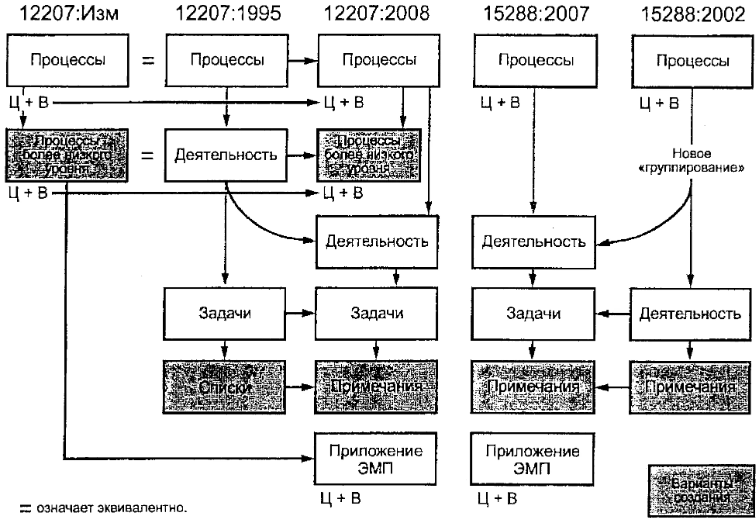 12207:Изм 12207:1995 12207:2008 15288:2007 15288:2002
Процессы = Процессы Процессы Процессы Процессы
Ц + В Ц + В Ц + В Ц + В
Процессы более низкого уровня = Деятельность Процессы более низкого уровня Новое «группирование»
Ц + В Ц + В
Деятельность Деятельность
Задачи Задачи Задачи Деятельность
Списки Примечания Примечания Примечания
Приложение ЭМП Приложение ЭМП
Ц + В Ц + В
Варианты создания
= означает эквивалентно.